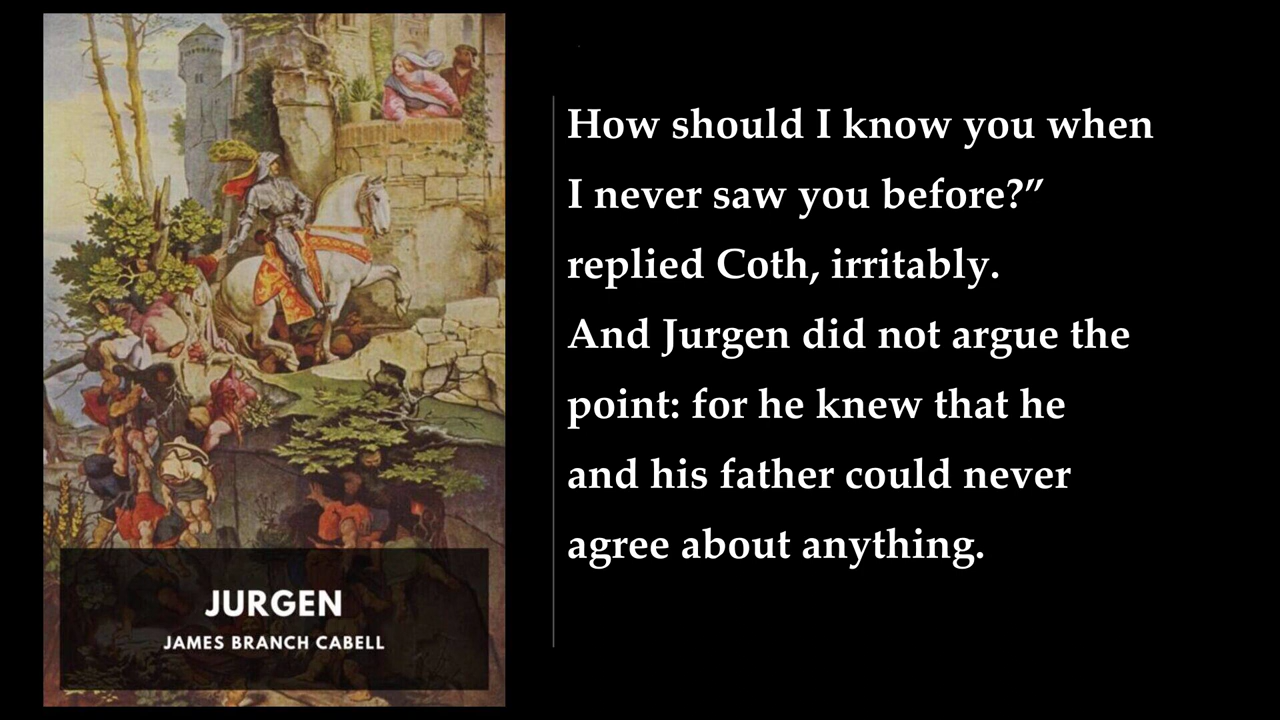 JURGEN
JAMES BRANCH CABELL
How should I know you when
I never saw you before?”
replied Coth, irritably.
And Jurgen did not argue the
point: for he knew that he
and his father could never
agree about anything.